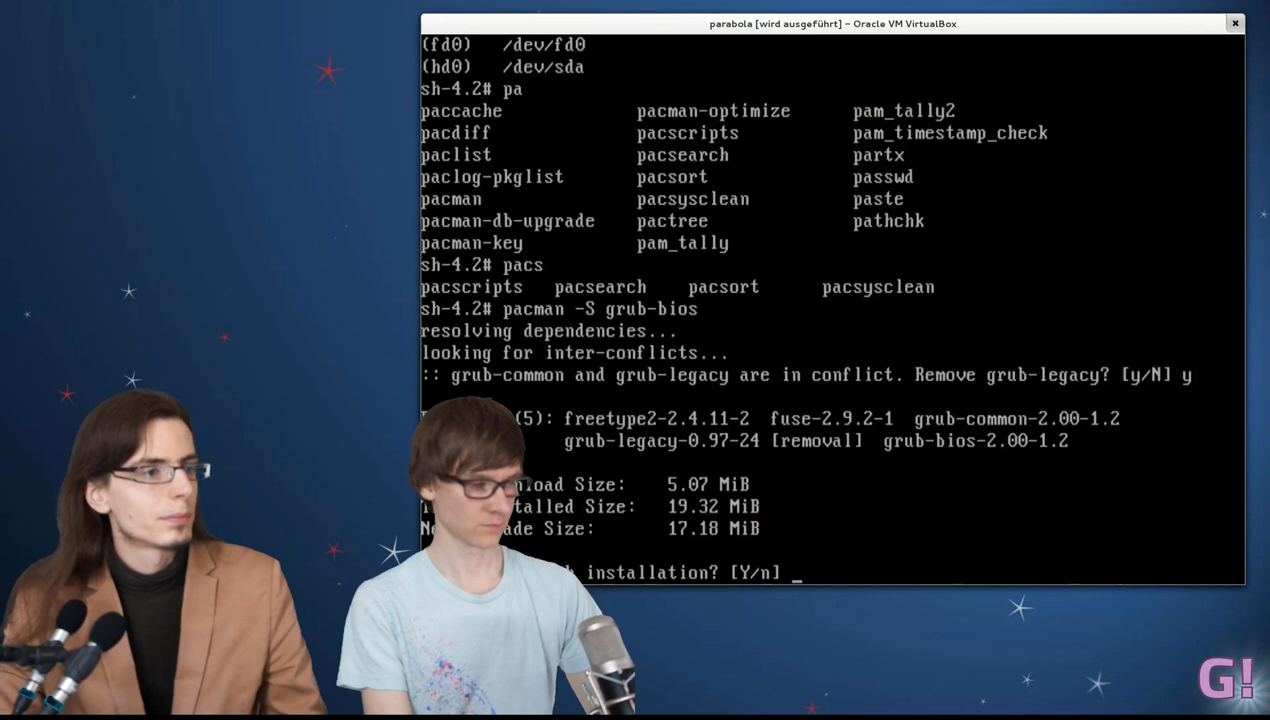 parabola [wird ausgeführt] – Oracle VM VirtualBox
(fd0) /dev/fd0
(hd0) /dev/sda
sh-4.2# pa
paccache pacman-optimize pam_tally2
pacdiff pacscripts pam_timestamp_check
paclist pacsearch partx
paclog-pkglist pacsort passwd
pacman pacsysclean paste
pacman-db-upgrade pactree pathchk
pacman-key pam_tally
sh-4.2# pacs
pacscripts pacsearch pacsort pacsysclean
sh-4.2# pacman -S grub-bios
resolving dependencies...
looking for inter-conflicts...
:: grub-common and grub-legacy are in conflict. Remove grub-legacy? [y/N] y
(5): freetype2-2.4.11-2 fuse-2.9.2-1 grub-common-2.00-1.2
grub-legacy-0.97-24 [removal] grub-bios-2.00-1.2
Size: 5.07 MiB
Size: 19.32 MiB
Size: 17.18 MiB
installation? [Y/n] _
G!